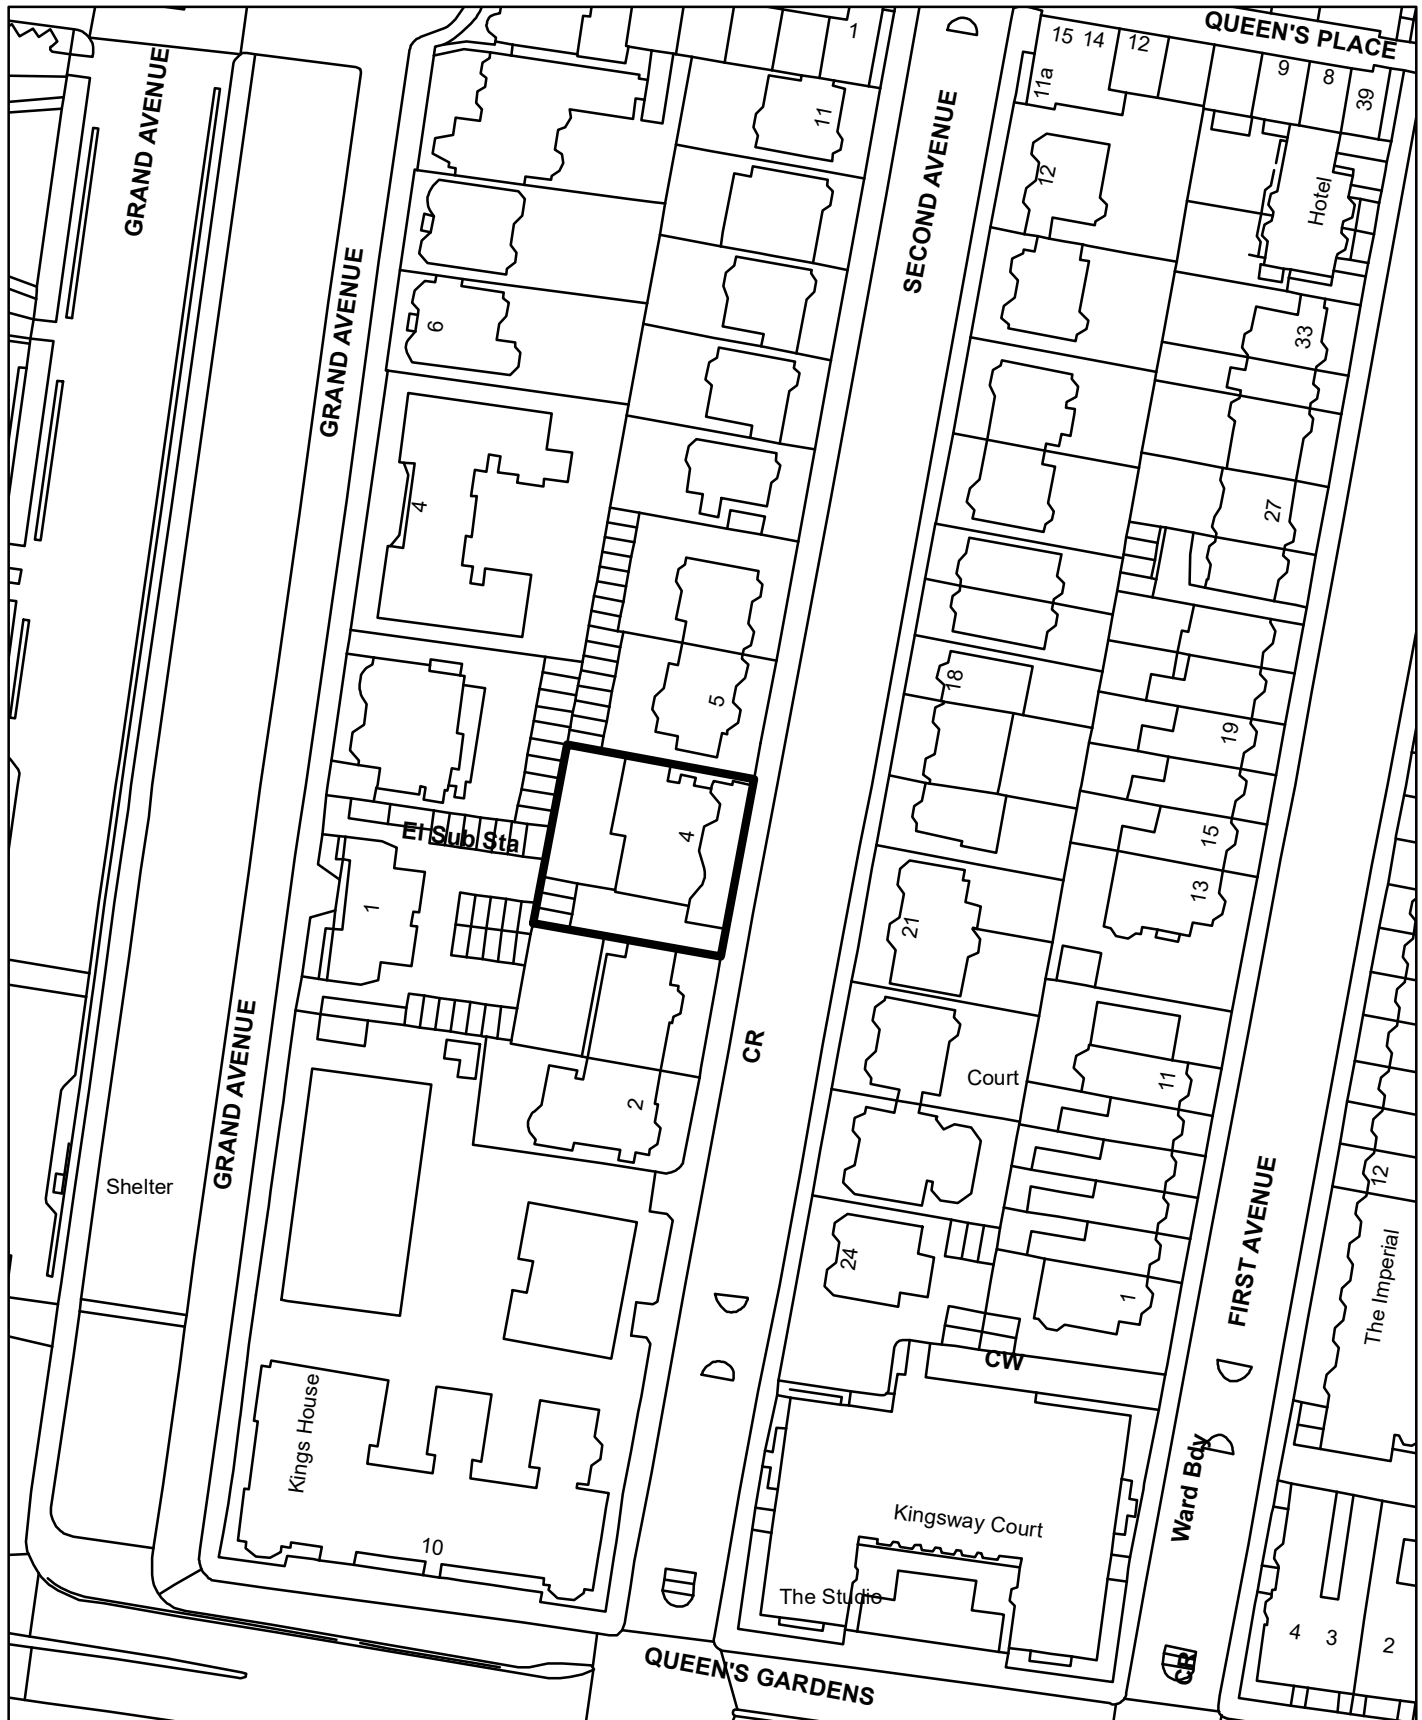 QUEEN'S PLACE
1
15
14
12
9
8
39
11a
11
GRAND AVENUE
SECOND AVENUE
12
Hotel
GRAND AVENUE
6
33
4
27
5
18
19
El Sub Sta
4
15
13
1
21
CR
GRAND AVENUE
Court
11
2
Shelter
12
FIRST AVENUE
24
The Imperial
1
CW
Kings House
Ward Bdy
Kingsway Court
10
The Studio
4
3
2
CR
QUEEN'S GARDENS